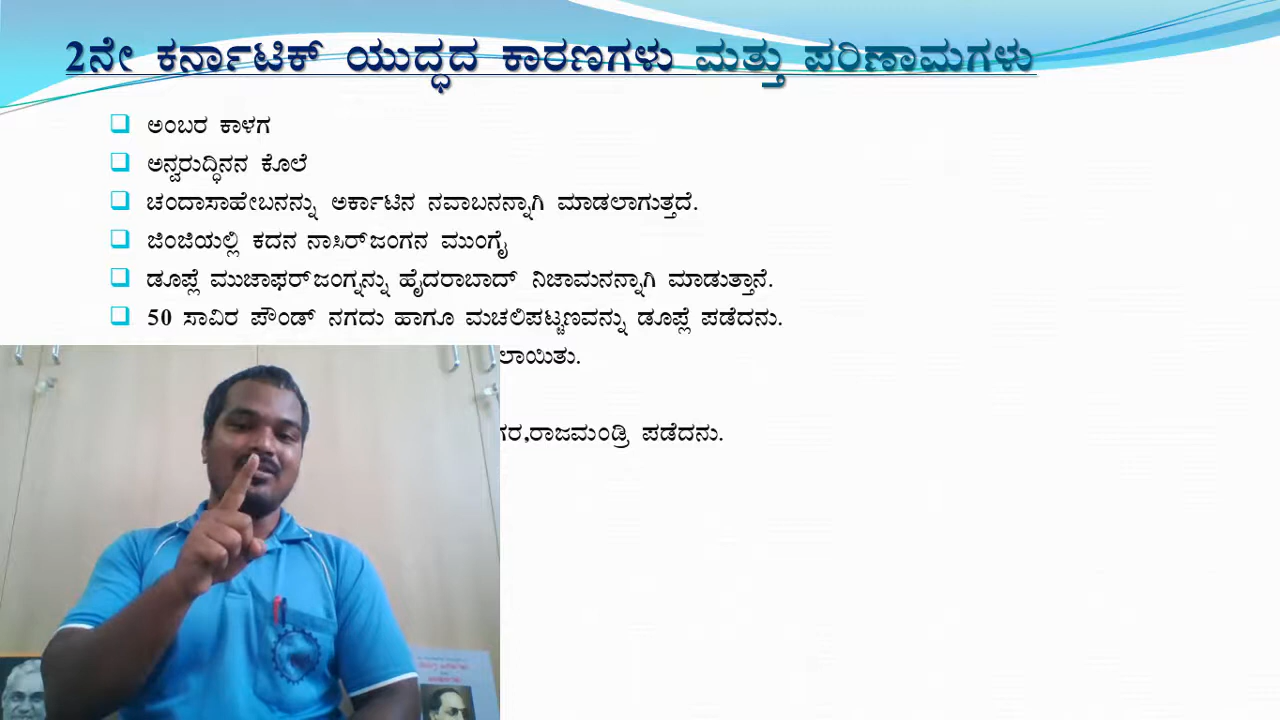 2ನೇ ಕರ್ನಾಟಿಕ್ ಯುದ್ಧದ ಕಾರಣಗಳು ಮತ್ತು ಪರಿಣಾಮಗಳು
ಅಂಬರ ಕಾಳಗ
ಅನ್ವರುದ್ಧಿನನ ಕೊಲೆ
ಚಂದಾಸಾಹೇಬನನ್ನು ಅರ್ಕಾಟಿನ ನವಾಬನನ್ನಾಗಿ ಮಾಡಲಾಗುತ್ತದೆ.
ಜಿಂಜಿಯಲ್ಲಿ ಕದನ ನಾಸಿರ್‌ಜಂಗನ ಮುಂಗೈ
ಡೂಪ್ಲೆ ಮುಜಾಫರ್‌ಜಂಗ್ನನ್ನು ಹೈದರಾಬಾದ್ ನಿಜಾಮನನ್ನಾಗಿ ಮಾಡುತ್ತಾನೆ.
50 ಸಾವಿರ ಪೌಂಡ್ ನಗದು ಹಾಗೂ ಮಚಲಿಪಟ್ಟಣವನ್ನು ಡೂಪ್ಲೆ ಪಡೆದನು.
ಲಾಯಿತು.
ಗರ,ರಾಜಮಂಡ್ರಿ ಪಡೆದನು.